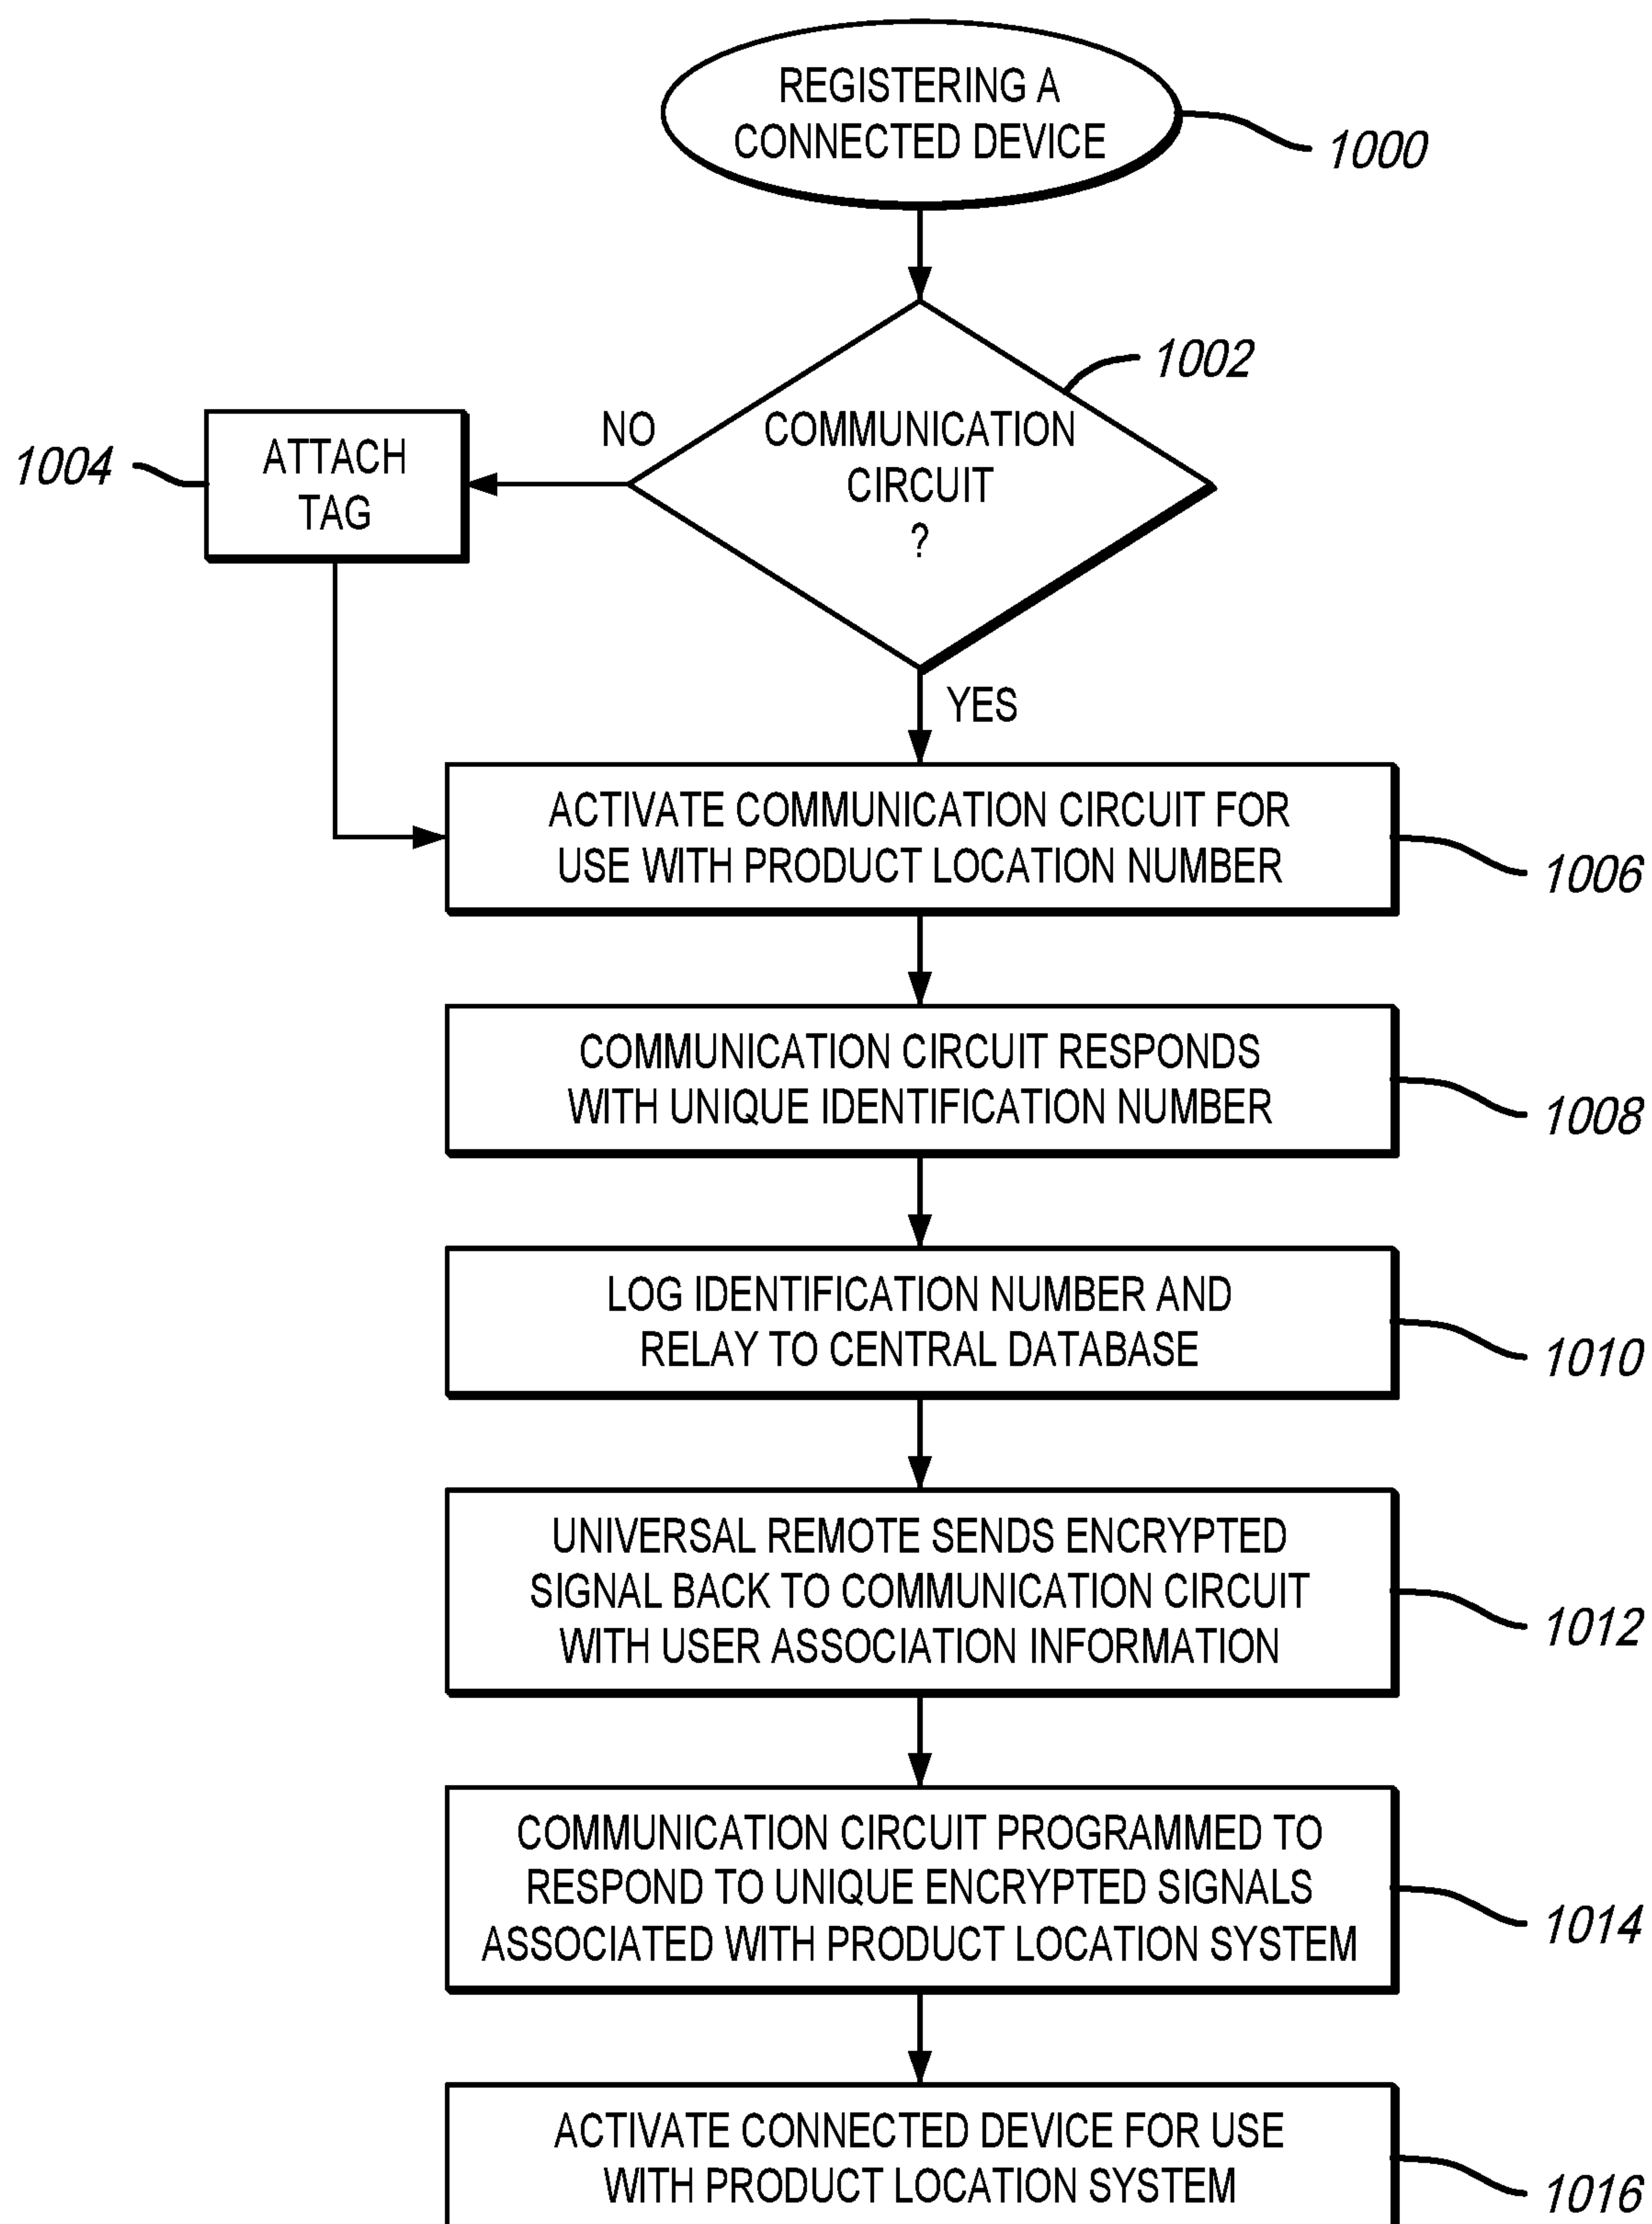 REGISTERING A
CONNECTED DEVICE
1000
1002
COMMUNICATION
CIRCUIT
?
NO
ATTACH
TAG
1004
YES
ACTIVATE COMMUNICATION CIRCUIT FOR
USE WITH PRODUCT LOCATION NUMBER
1006
COMMUNICATION CIRCUIT RESPONDS
WITH UNIQUE IDENTIFICATION NUMBER
1008
LOG IDENTIFICATION NUMBER AND
RELAY TO CENTRAL DATABASE
1010
UNIVERSAL REMOTE SENDS ENCRYPTED
SIGNAL BACK TO COMMUNICATION CIRCUIT
WITH USER ASSOCIATION INFORMATION
1012
COMMUNICATION CIRCUIT PROGRAMMED TO
RESPOND TO UNIQUE ENCRYPTED SIGNALS
ASSOCIATED WITH PRODUCT LOCATION SYSTEM
1014
ACTIVATE CONNECTED DEVICE FOR USE
WITH PRODUCT LOCATION SYSTEM
1016